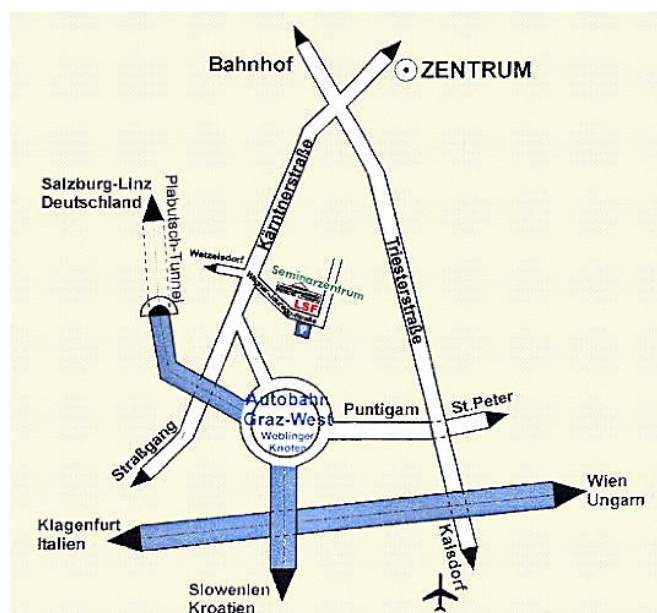 Bahnhof
ZENTRUM
Salzburg-Linz
Deutschland
Plabutsch-Tunnel
Kärntnerstraße
Wetzelsdorf
Seminarzentrum
LSF
P
Triesterstraße
Autobahn
Graz-West
Weblinger
Knoten
Puntigam
St.Peter
Straßgang
Wien
Ungarn
Klagenfurt
Italien
Kalsdorf
Slowenien
Kroatien